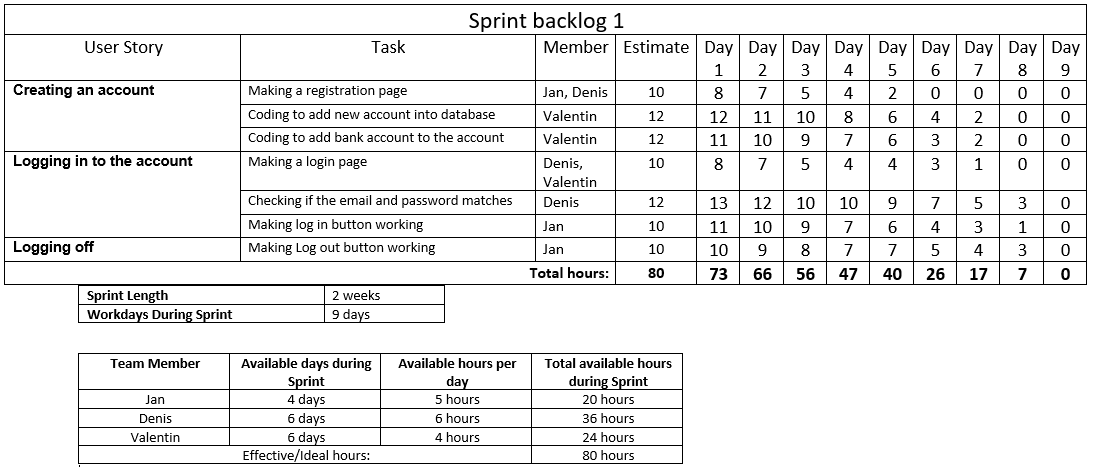 Sprint backlog 1
User Story Task Member Estimate Day 1 Day 2 Day 3 Day 4 Day 5 Day 6 Day 7 Day 8 Day 9
Creating an account Making a registration page Jan, Denis 10 8 7 5 4 2 0 0 0 0
Coding to add new account into database Valentin 12 12 11 10 8 6 4 2 0 0
Coding to add bank account to the account Valentin 12 11 10 9 7 6 3 2 0 0
Logging in to the account Making a login page Denis, Valentin 10 8 7 5 4 4 3 1 0 0
Checking if the email and password matches Denis 12 13 12 10 10 9 7 5 3 0
Making log in button working Jan 10 11 10 9 7 6 4 3 1 0
Logging off Making Log out button working Jan 10 10 9 8 7 7 5 4 3 0
Total hours: 80 73 66 56 47 40 26 17 7 0
Sprint Length 2 weeks
Workdays During Sprint 9 days
Team Member Available days during Sprint Available hours per day Total available hours during Sprint
Jan 4 days 5 hours 20 hours
Denis 6 days 6 hours 36 hours
Valentin 6 days 4 hours 24 hours
Effective/Ideal hours: 80 hours